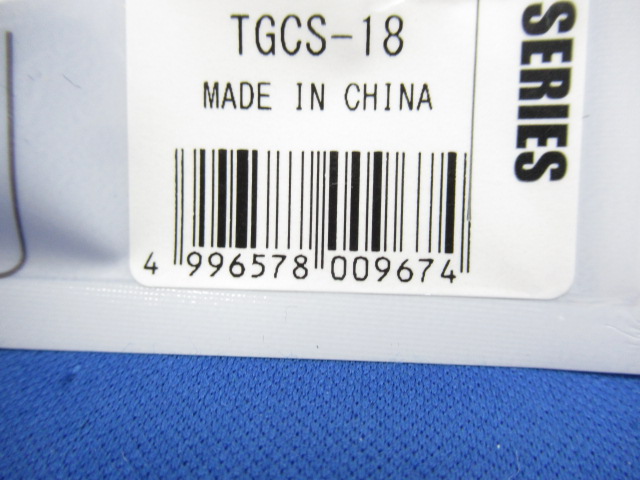 TGCS-18
MADE IN CHINA
4 996578 009674
SERIES